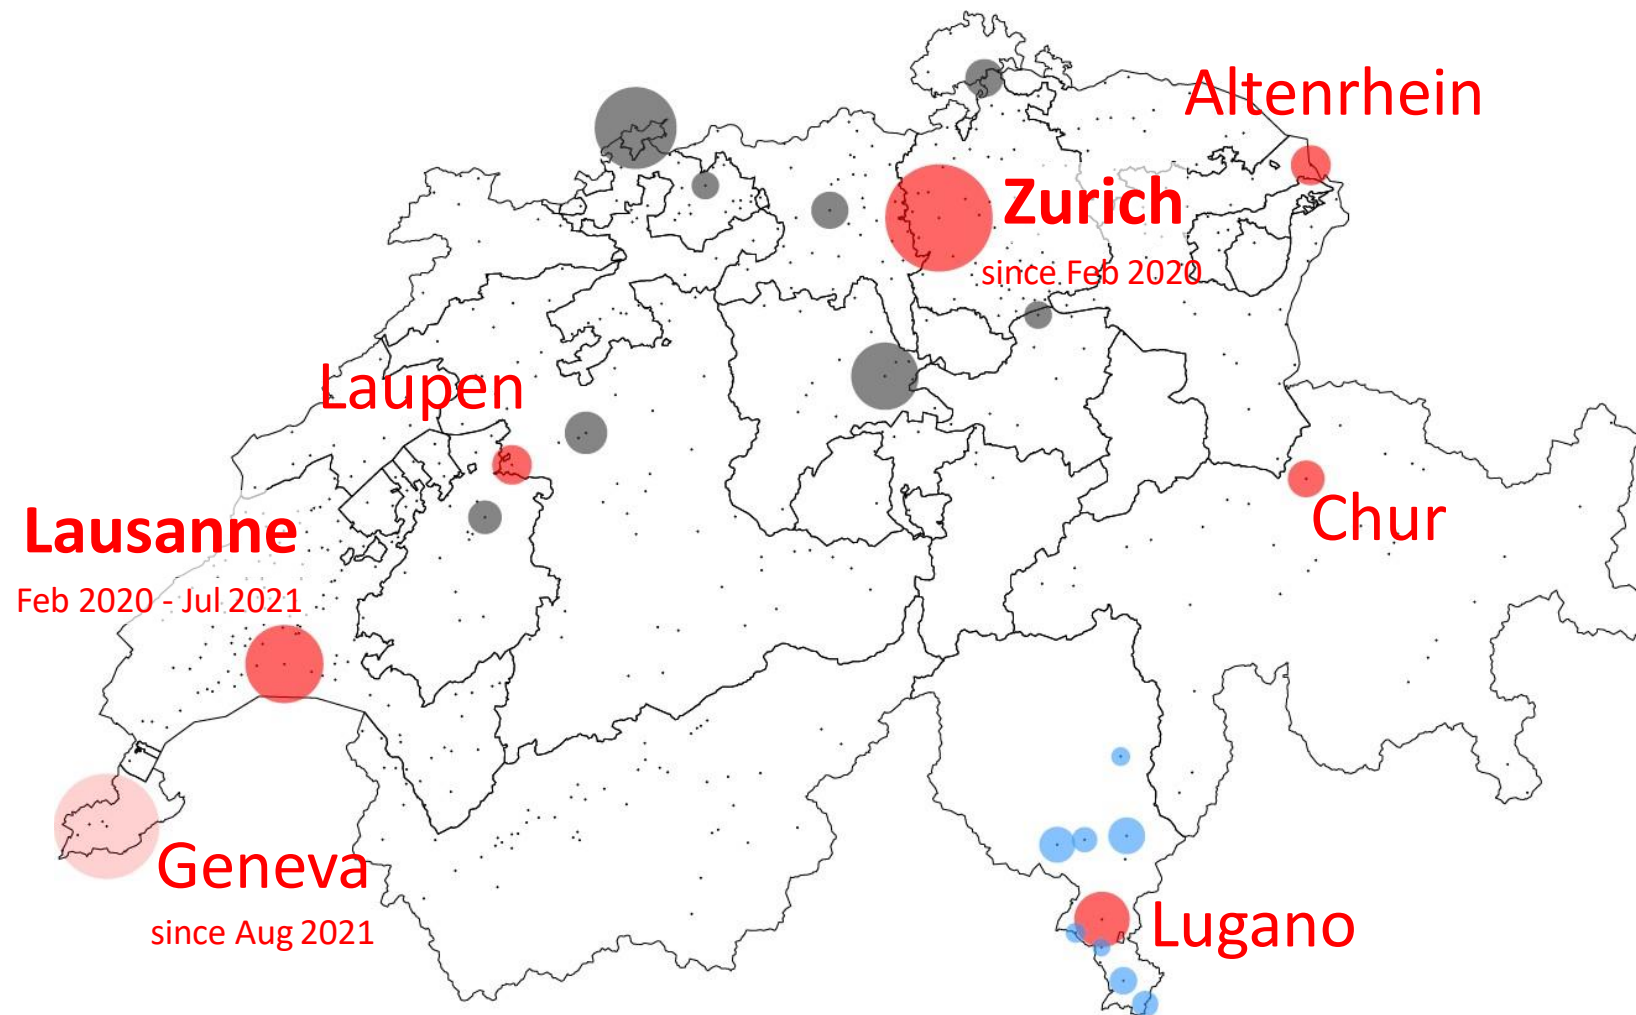 Altenrhein
Zurich
since Feb 2020
Laupen
Lausanne
Feb 2020 - Jul 2021
Chur
Geneva
since Aug 2021
Lugano